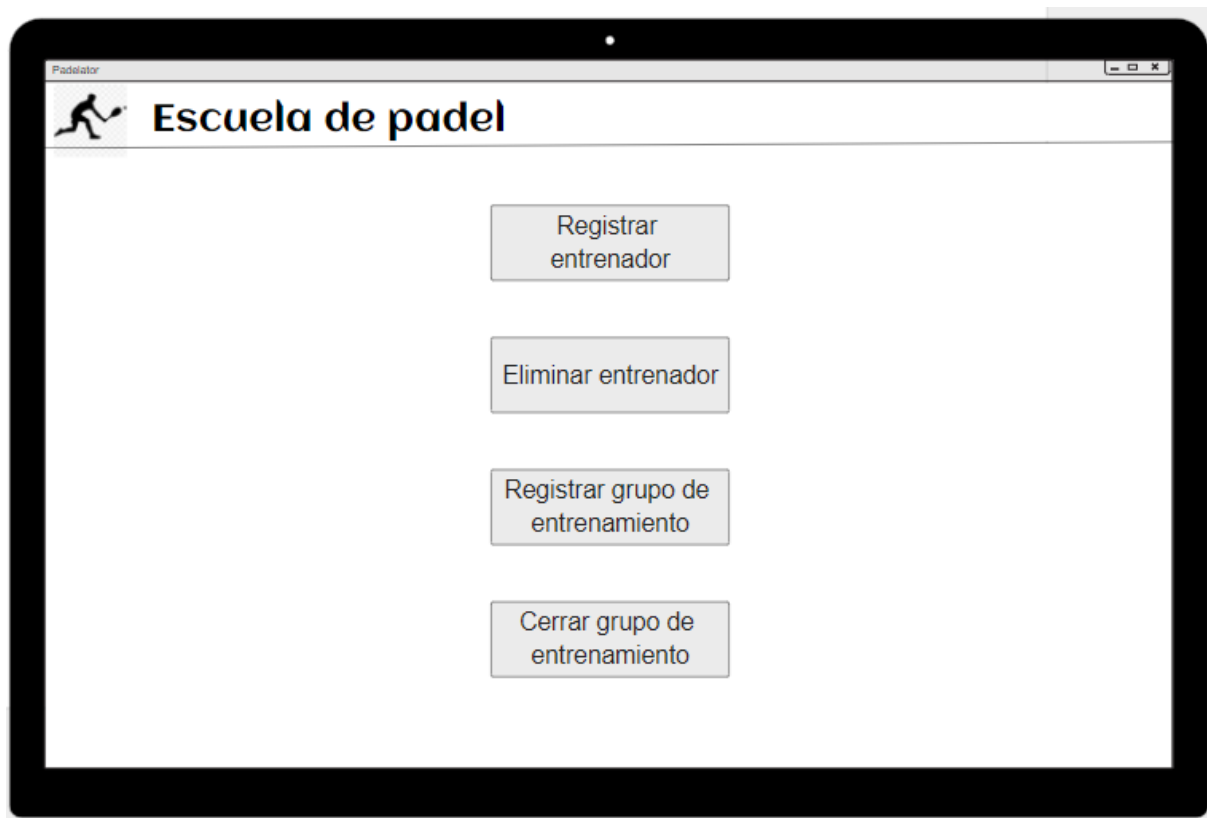 Padelator
Escuela de padel
Registrar
entrenador
Eliminar entrenador
Registrar grupo de
entrenamiento
Cerrar grupo de
entrenamiento